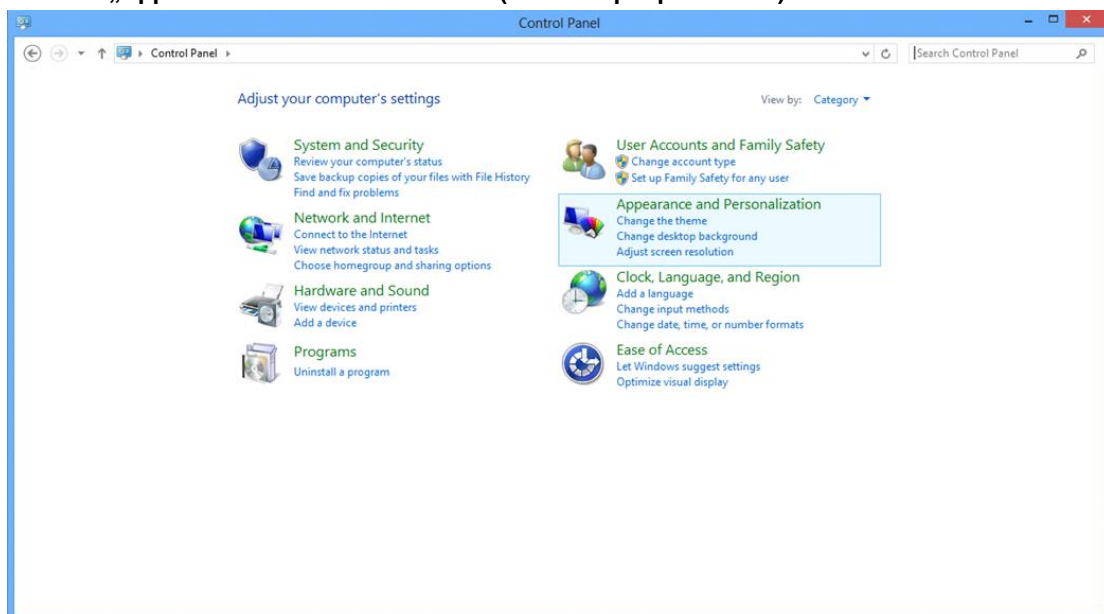 Control Panel
Control Panel
Search Control Panel
Adjust your computer's settings
View by: Category
System and Security
Review your computer's status
Save backup copies of your files with File History
Find and fix problems
Network and Internet
Connect to the Internet
View network status and tasks
Choose homegroup and sharing options
Hardware and Sound
View devices and printers
Add a device
Programs
Uninstall a program
User Accounts and Family Safety
Change account type
Set up Family Safety for any user
Appearance and Personalization
Change the theme
Change desktop background
Adjust screen resolution
Clock, Language, and Region
Add a language
Change input methods
Change date, time, or number formats
Ease of Access
Let Windows suggest settings
Optimize visual display